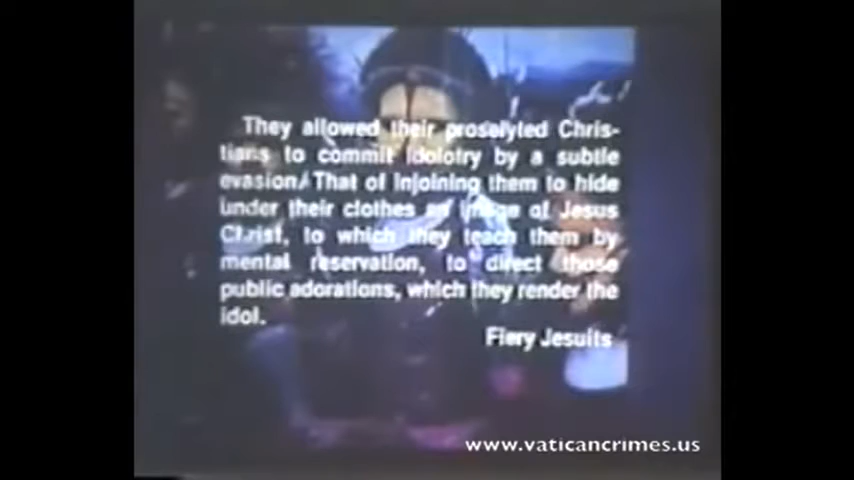 They allowed their proselyted Chris-
tians to commit idolotry by a subtle
evasion/ That of injoining them to hide
under their clothes an image of Jesus
Christ, to which they teach them by
mental reservation, to direct those
public adorations, which they render the
idol.
Fiery Jesuits
www.vaticancrimes.us